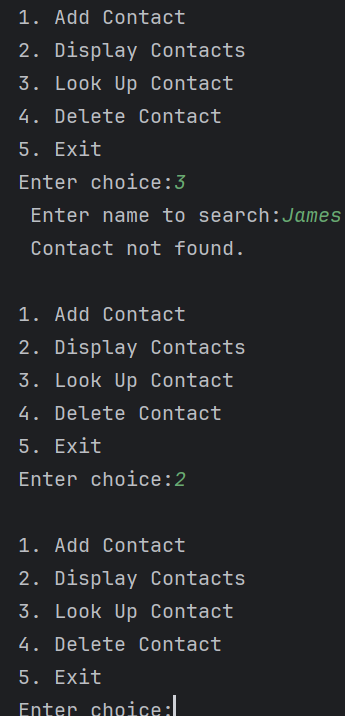 1. Add Contact
2. Display Contacts
3. Look Up Contact
4. Delete Contact
5. Exit
Enter choice:3
Enter name to search:James
Contact not found.
1. Add Contact
2. Display Contacts
3. Look Up Contact
4. Delete Contact
5. Exit
Enter choice:2
1. Add Contact
2. Display Contacts
3. Look Up Contact
4. Delete Contact
5. Exit
Enter choice: